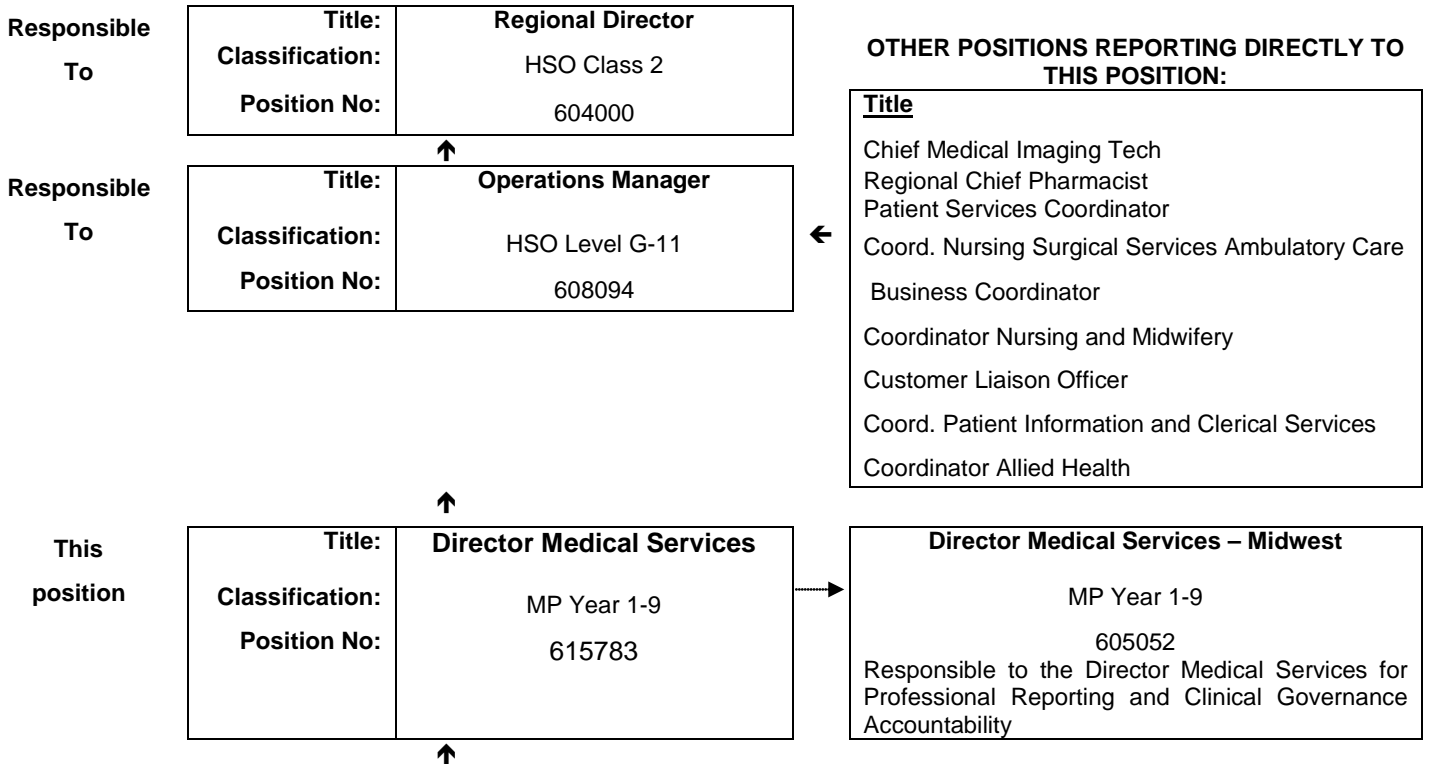 Responsible
To
Title: Regional Director
Classification: HSO Class 2
Position No: 604000
Responsible
To
Title: Operations Manager
Classification: HSO Level G-11
Position No: 608094
OTHER POSITIONS REPORTING DIRECTLY TO
THIS POSITION:
Title
Chief Medical Imaging Tech
Regional Chief Pharmacist
Patient Services Coordinator
Coord. Nursing Surgical Services Ambulatory Care
Business Coordinator
Coordinator Nursing and Midwifery
Customer Liaison Officer
Coord. Patient Information and Clerical Services
Coordinator Allied Health
This
position
Title: Director Medical Services
Classification: MP Year 1-9
Position No: 615783
Director Medical Services – Midwest
MP Year 1-9
605052
Responsible to the Director Medical Services for
Professional Reporting and Clinical Governance
Accountability